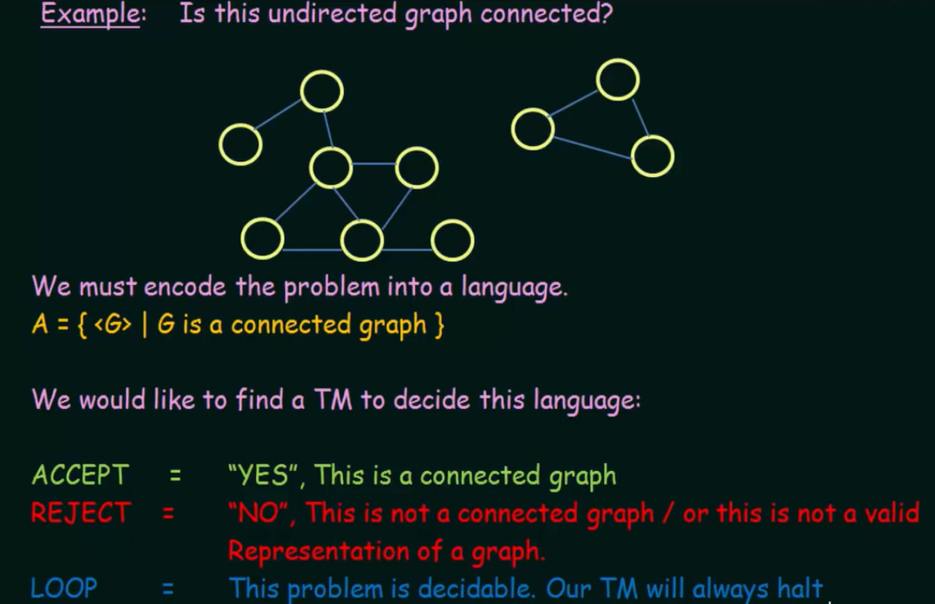 Example: Is this undirected graph connected?
We must encode the problem into a language.
A = { <G> | G is a connected graph }
We would like to find a TM to decide this language:
ACCEPT = “YES”, This is a connected graph
REJECT = “NO”, This is not a connected graph / or this is not a valid
Representation of a graph.
LOOP = This problem is decidable. Our TM will always halt